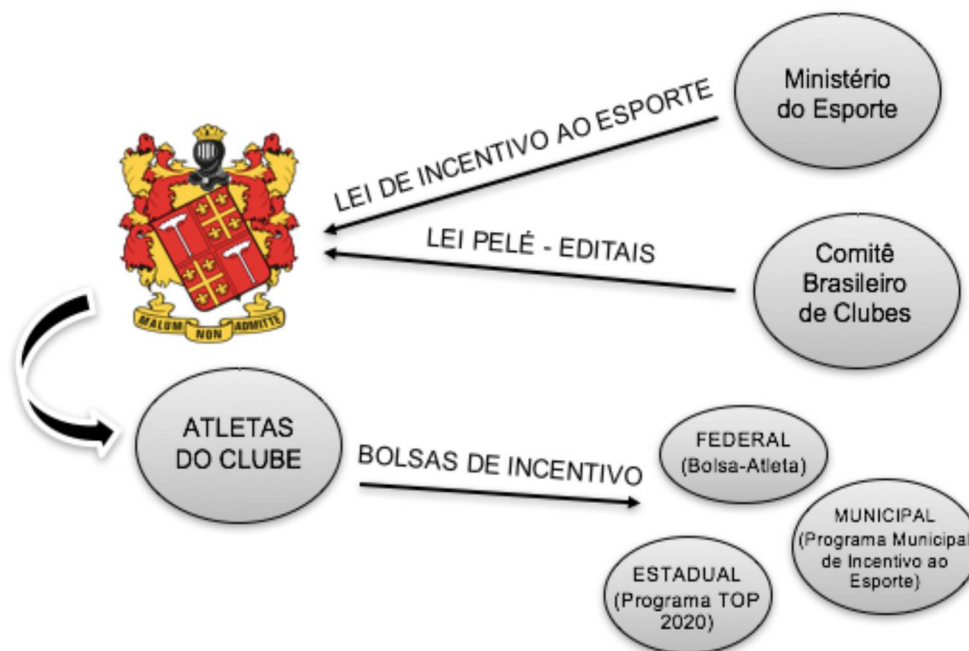 Ministério
do Esporte
LEI DE INCENTIVO AO ESPORTE
LEI PELÉ - EDITAIS
Comitê
Brasileiro
de Clubes
MALUM NON ADMITTE
ATLETAS
DO CLUBE
BOLSAS DE INCENTIVO
FEDERAL
(Bolsa-Atleta)
MUNICIPAL
(Programa Municipal
de Incentivo ao
Esporte)
ESTADUAL
(Programa TOP
2020)